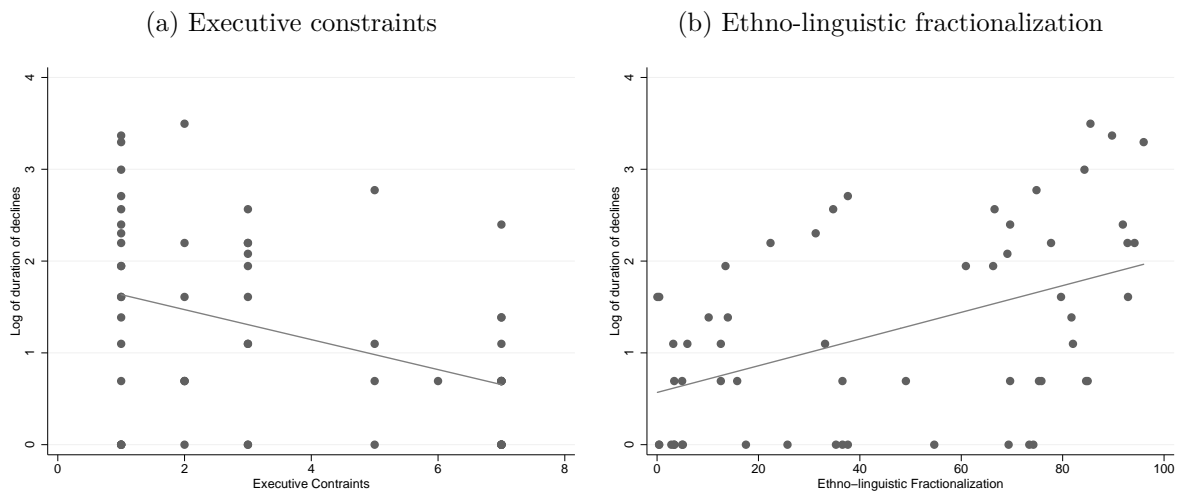 (a) Executive constraints
4
3
2
1
0
Log of duration of declines
0 2 4 6 8
Executive Contraints
(b) Ethno-linguistic fractionalization
4
3
2
1
0
Log of duration of declines
0 20 40 60 80 100
Ethno−linguistic Fractionalization